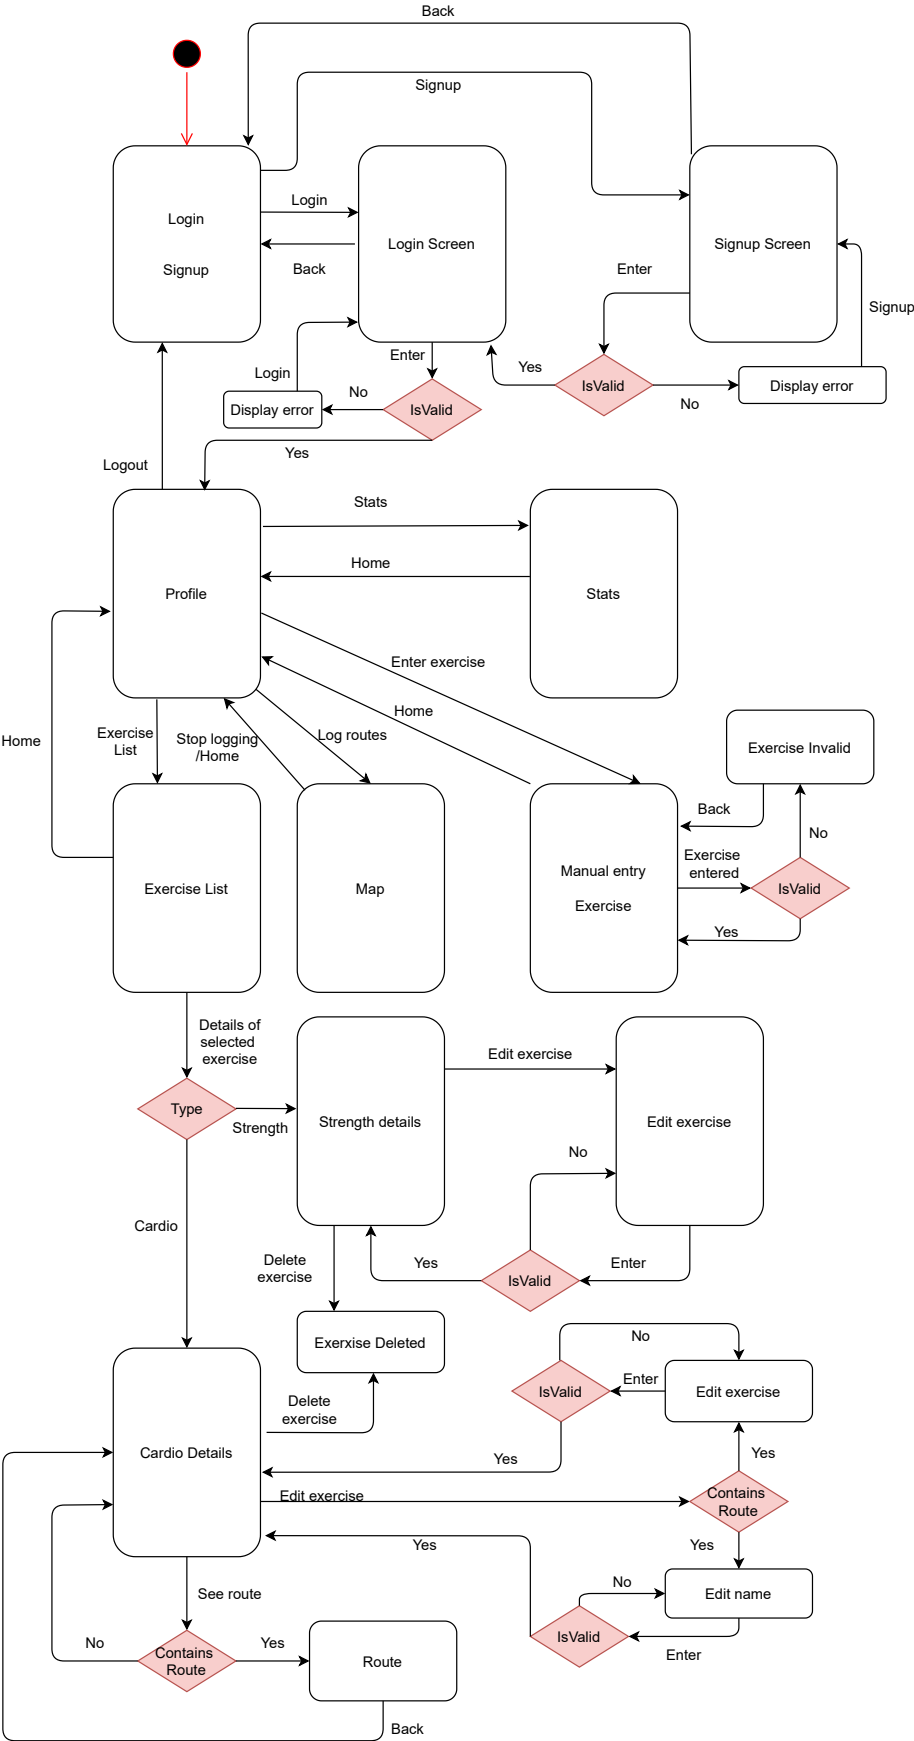 Back
Signup
Login
Signup
Login
Back
Login Screen
Signup Screen
Enter
Signup
Enter
Login
No
IsValid
Display error
Yes
IsValid
No
Display error
Yes
Logout
Stats
Home
Profile
Stats
Enter exercise
Home
Home
Exercise
List
Stop logging
/Home
Log routes
Exercise Invalid
Back
No
Exercise List
Map
Manual entry
Exercise
Exercise
entered
IsValid
Yes
Details of
selected
exercise
Type
Strength
Strength details
Edit exercise
Edit exercise
No
Cardio
Delete
exercise
Yes
IsValid
Enter
Exerxise Deleted
No
IsValid
Enter
Edit exercise
Delete
exercise
Cardio Details
Yes
Yes
Edit exercise
Contains
Route
Yes
Yes
See route
No
Edit name
IsValid
Enter
No
Contains
Route
Yes
Route
Back